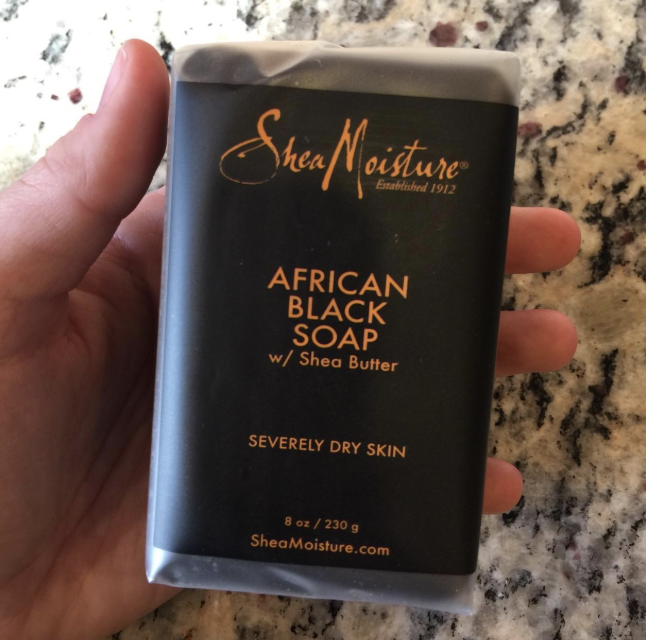 SheaMoisture®
Established 1912
AFRICAN
BLACK
SOAP
w/ Shea Butter
SEVERELY DRY SKIN
8 oz / 230 g
SheaMoisture.com